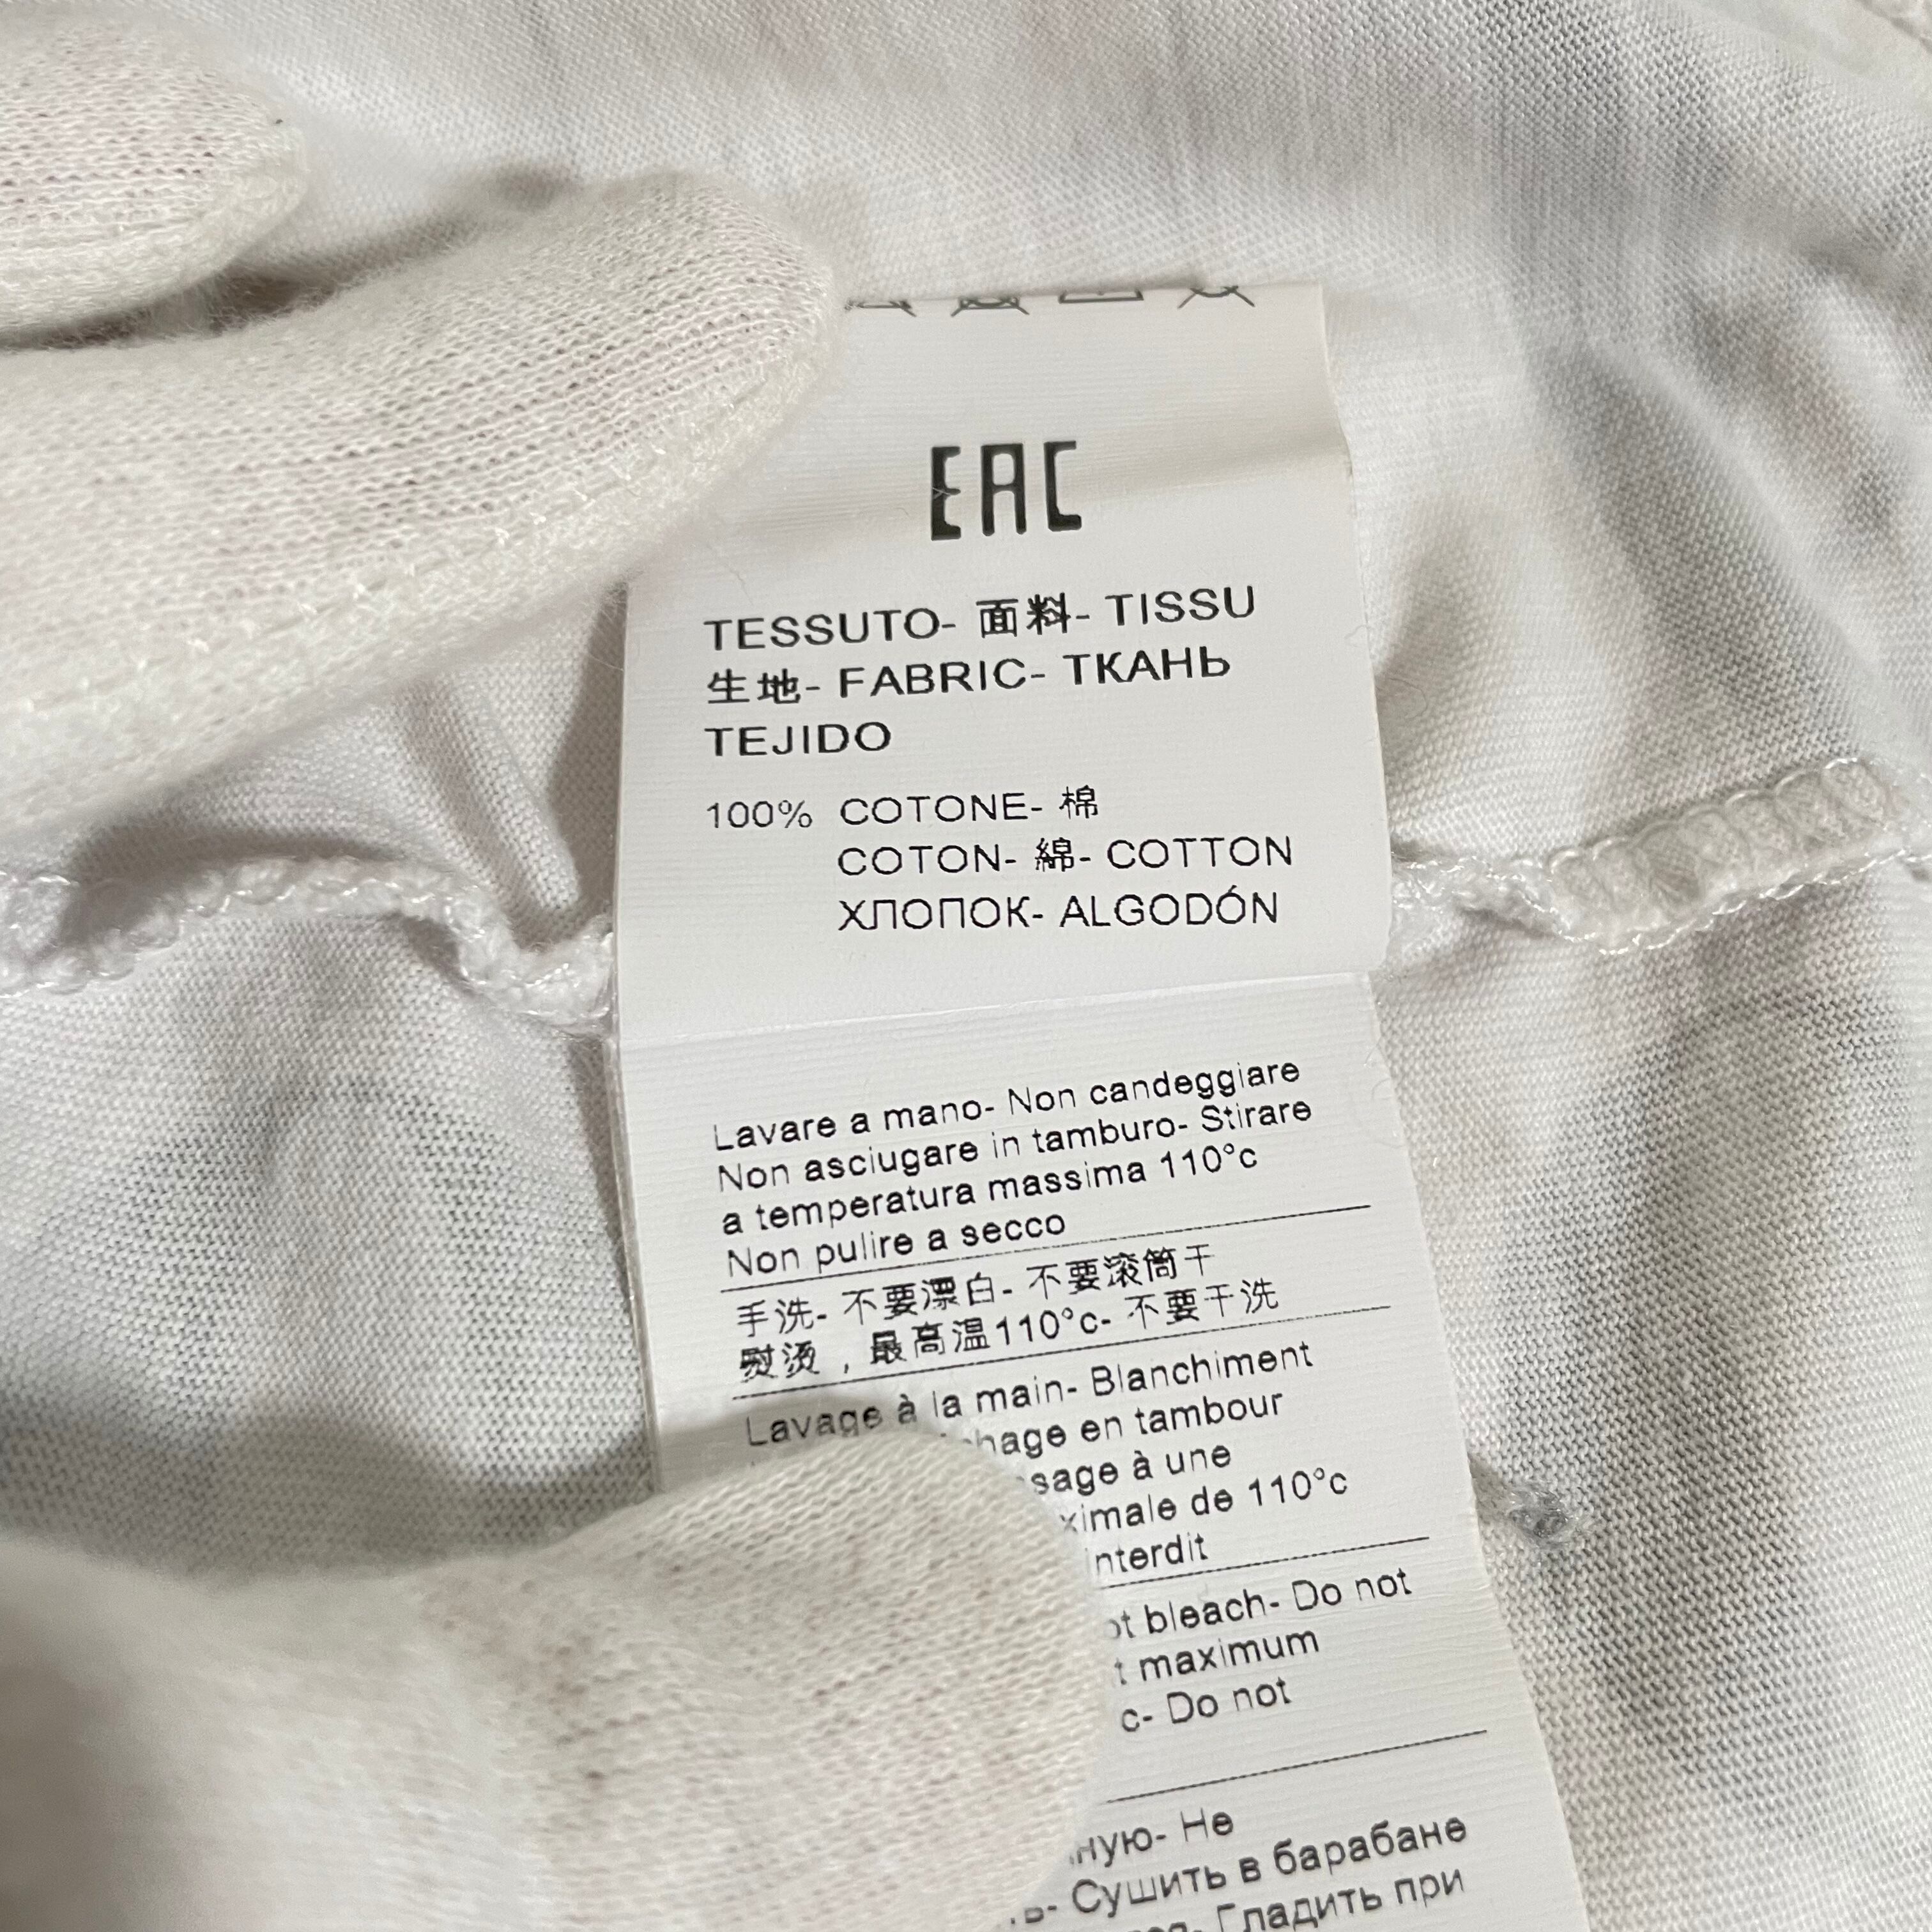 EAC
TESSUTO- 面料- TISSU
生地- FABRIC- ТКАНЬ
TEJIDO
100% COTONE- 棉
COTON- 綿- COTTON
ХЛОПОК- ALGODÓN
Lavare a mano- Non candeggiare
Non asciugare in tamburo- Stirare
a temperatura massima 110°c
Non pulire a secco
手洗- 不要漂白- 不要滚筒干
熨烫，最高温110°c- 不要干洗
Lavage à la main- Blanchiment
en tambour
à une
de 110°c
interdit
bleach- Do not
maximum
Do not
Не
Сушить в барабане
Гладить при